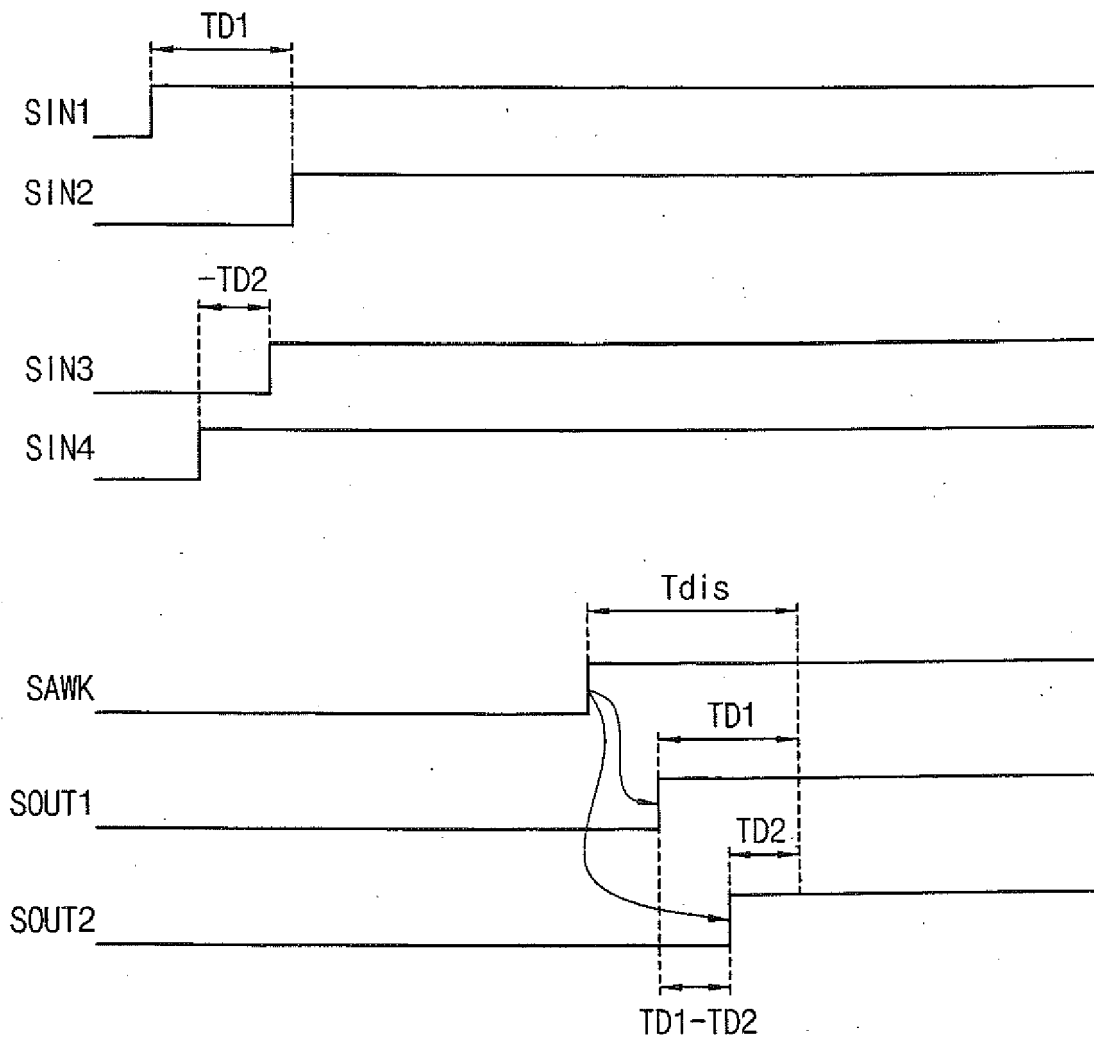 TD1
SIN1
SIN2
-TD2
SIN3
SIN4
Tdis
SAWK
TD1
SOUT1
TD2
SOUT2
TD1-TD2